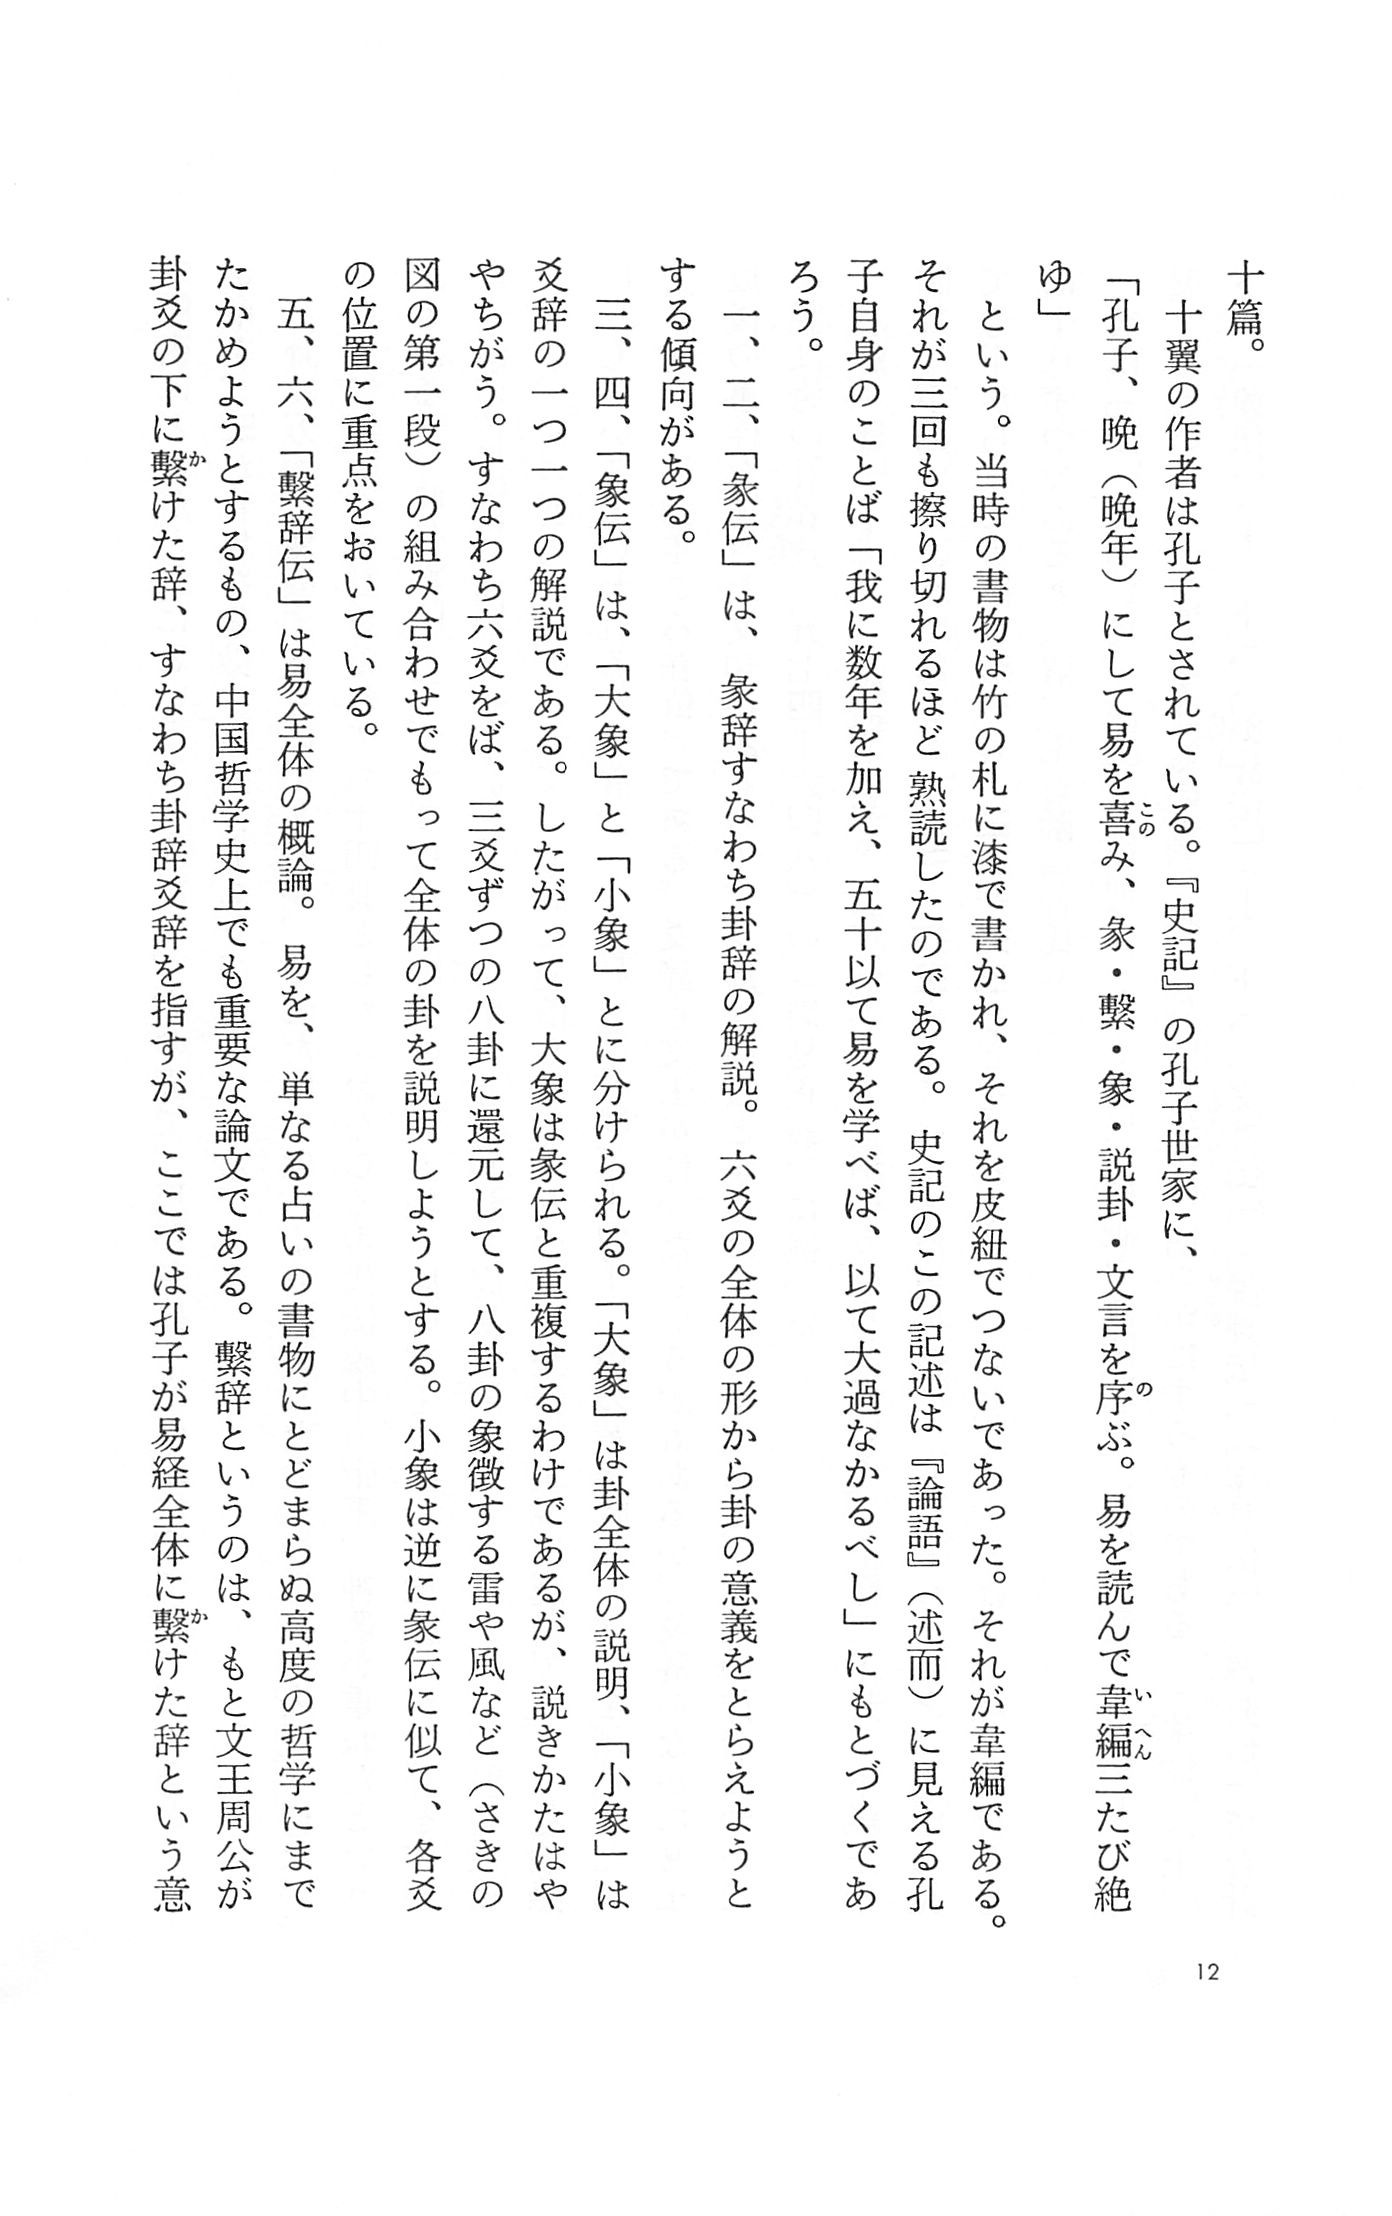 十篇。
十翼の作者は孔子とされている。『史記』の孔子世家に、
「孔子、晩（晩年）にして易を喜み、彖・繫・象・説卦・文言を序ぶ。易を読んで韋編三たび絶
ゆ」
という。当時の書物は竹の札に漆で書かれ、それを皮紐でつないであった。それが韋編である。
それが三回も擦り切れるほど熟読したのである。史記のこの記述は『論語』（述而）に見える孔
子自身のことば「我に数年を加え、五十以て易を学べば、以て大過なかるべし」にもとづくであ
ろう。
一、二、「彖伝」は、彖辞すなわち卦辞の解説。六爻の全体の形から卦の意義をとらえようと
する傾向がある。
三、四、「象伝」は、「大象」と「小象」とに分けられる。「大象」は卦全体の説明、「小象」は
爻辞の一つ一つの解説である。したがって、大象は彖伝と重複するわけであるが、説きかたはや
やちがう。すなわち六爻をば、三爻ずつの八卦に還元して、八卦の象徴する雷や風など（さきの
図の第一段）の組み合わせでもって全体の卦を説明しようとする。小象は逆に彖伝に似て、各爻
の位置に重点をおいている。
五、六、「繫辞伝」は易全体の概論。易を、単なる占いの書物にとどまらぬ高度の哲学にまで
たかめようとするもの、中国哲学史上でも重要な論文である。繫辞というのは、もと文王周公が
卦爻の下に繫けた辞、すなわち卦辞爻辞を指すが、ここでは孔子が易経全体に繫けた辞という意
12